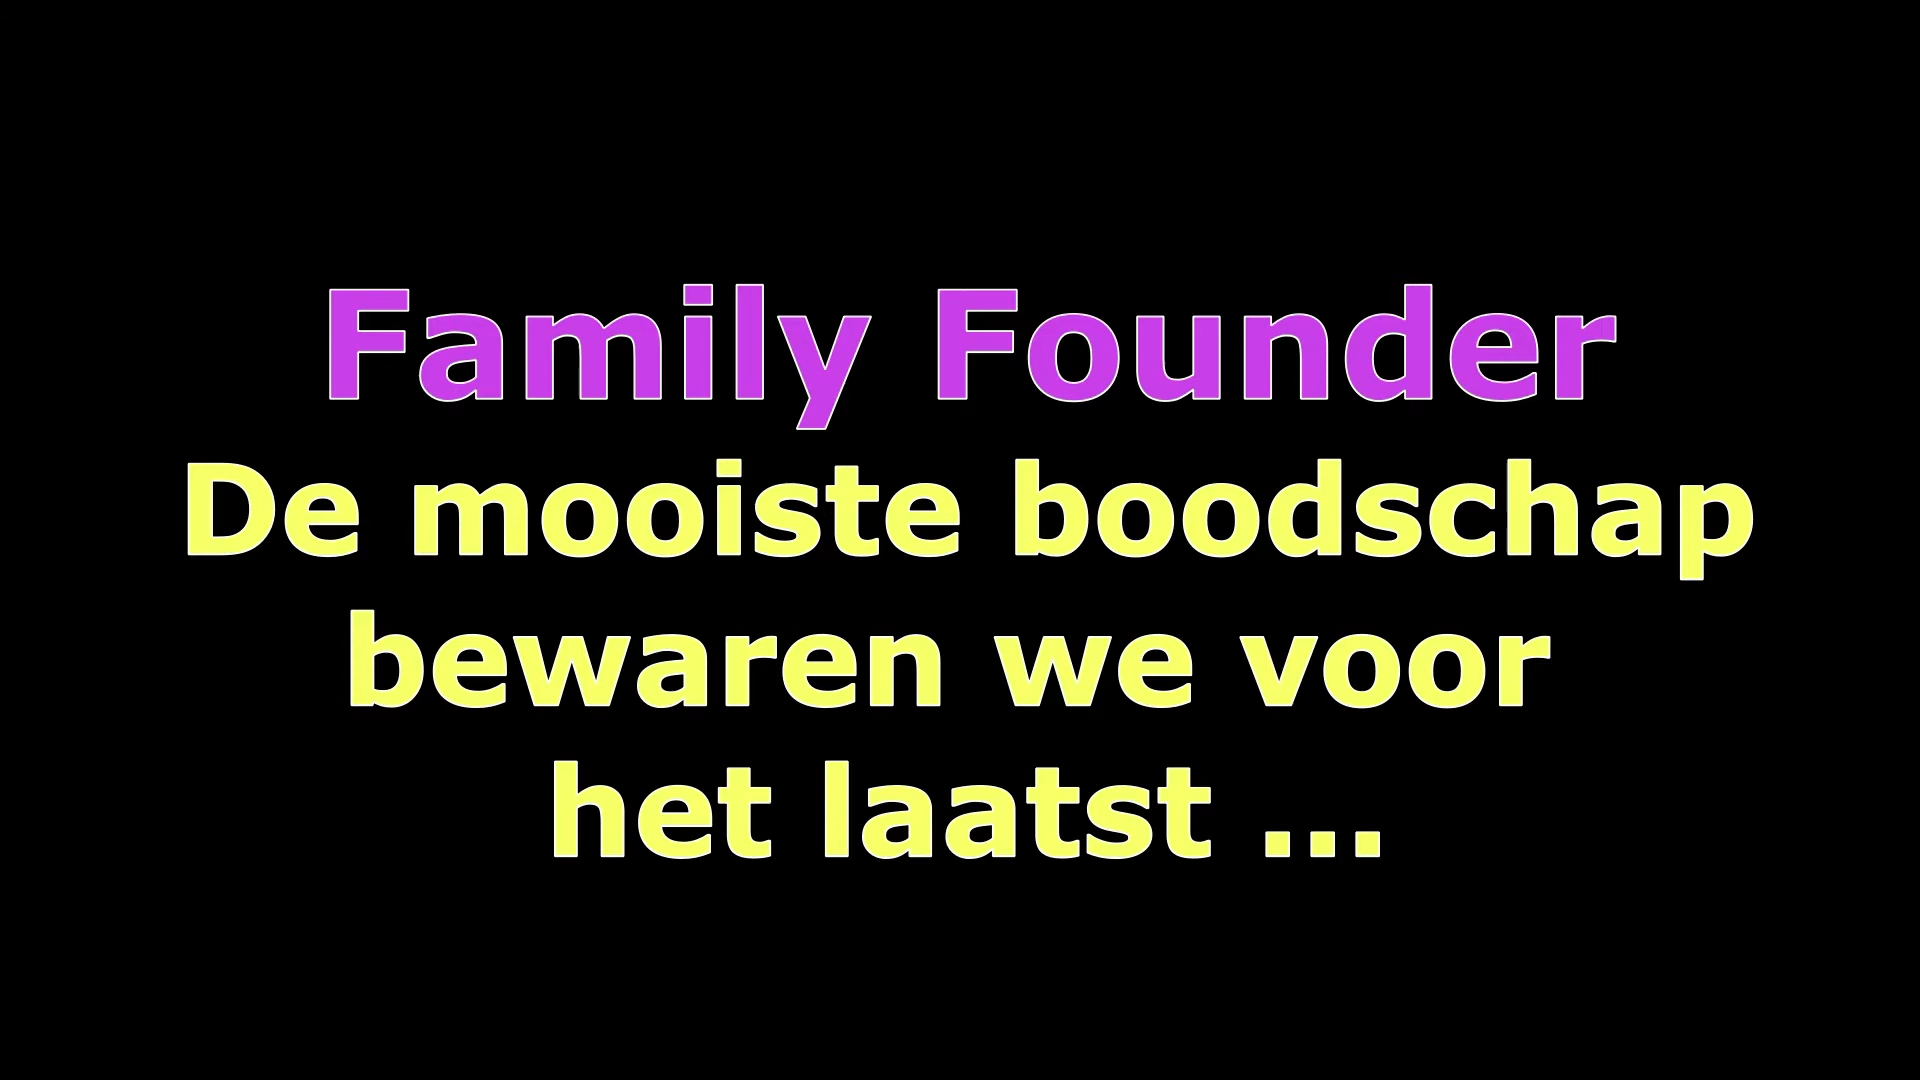 Family Founder
De mooiste boodschap
bewaren we voor
het laatst ...